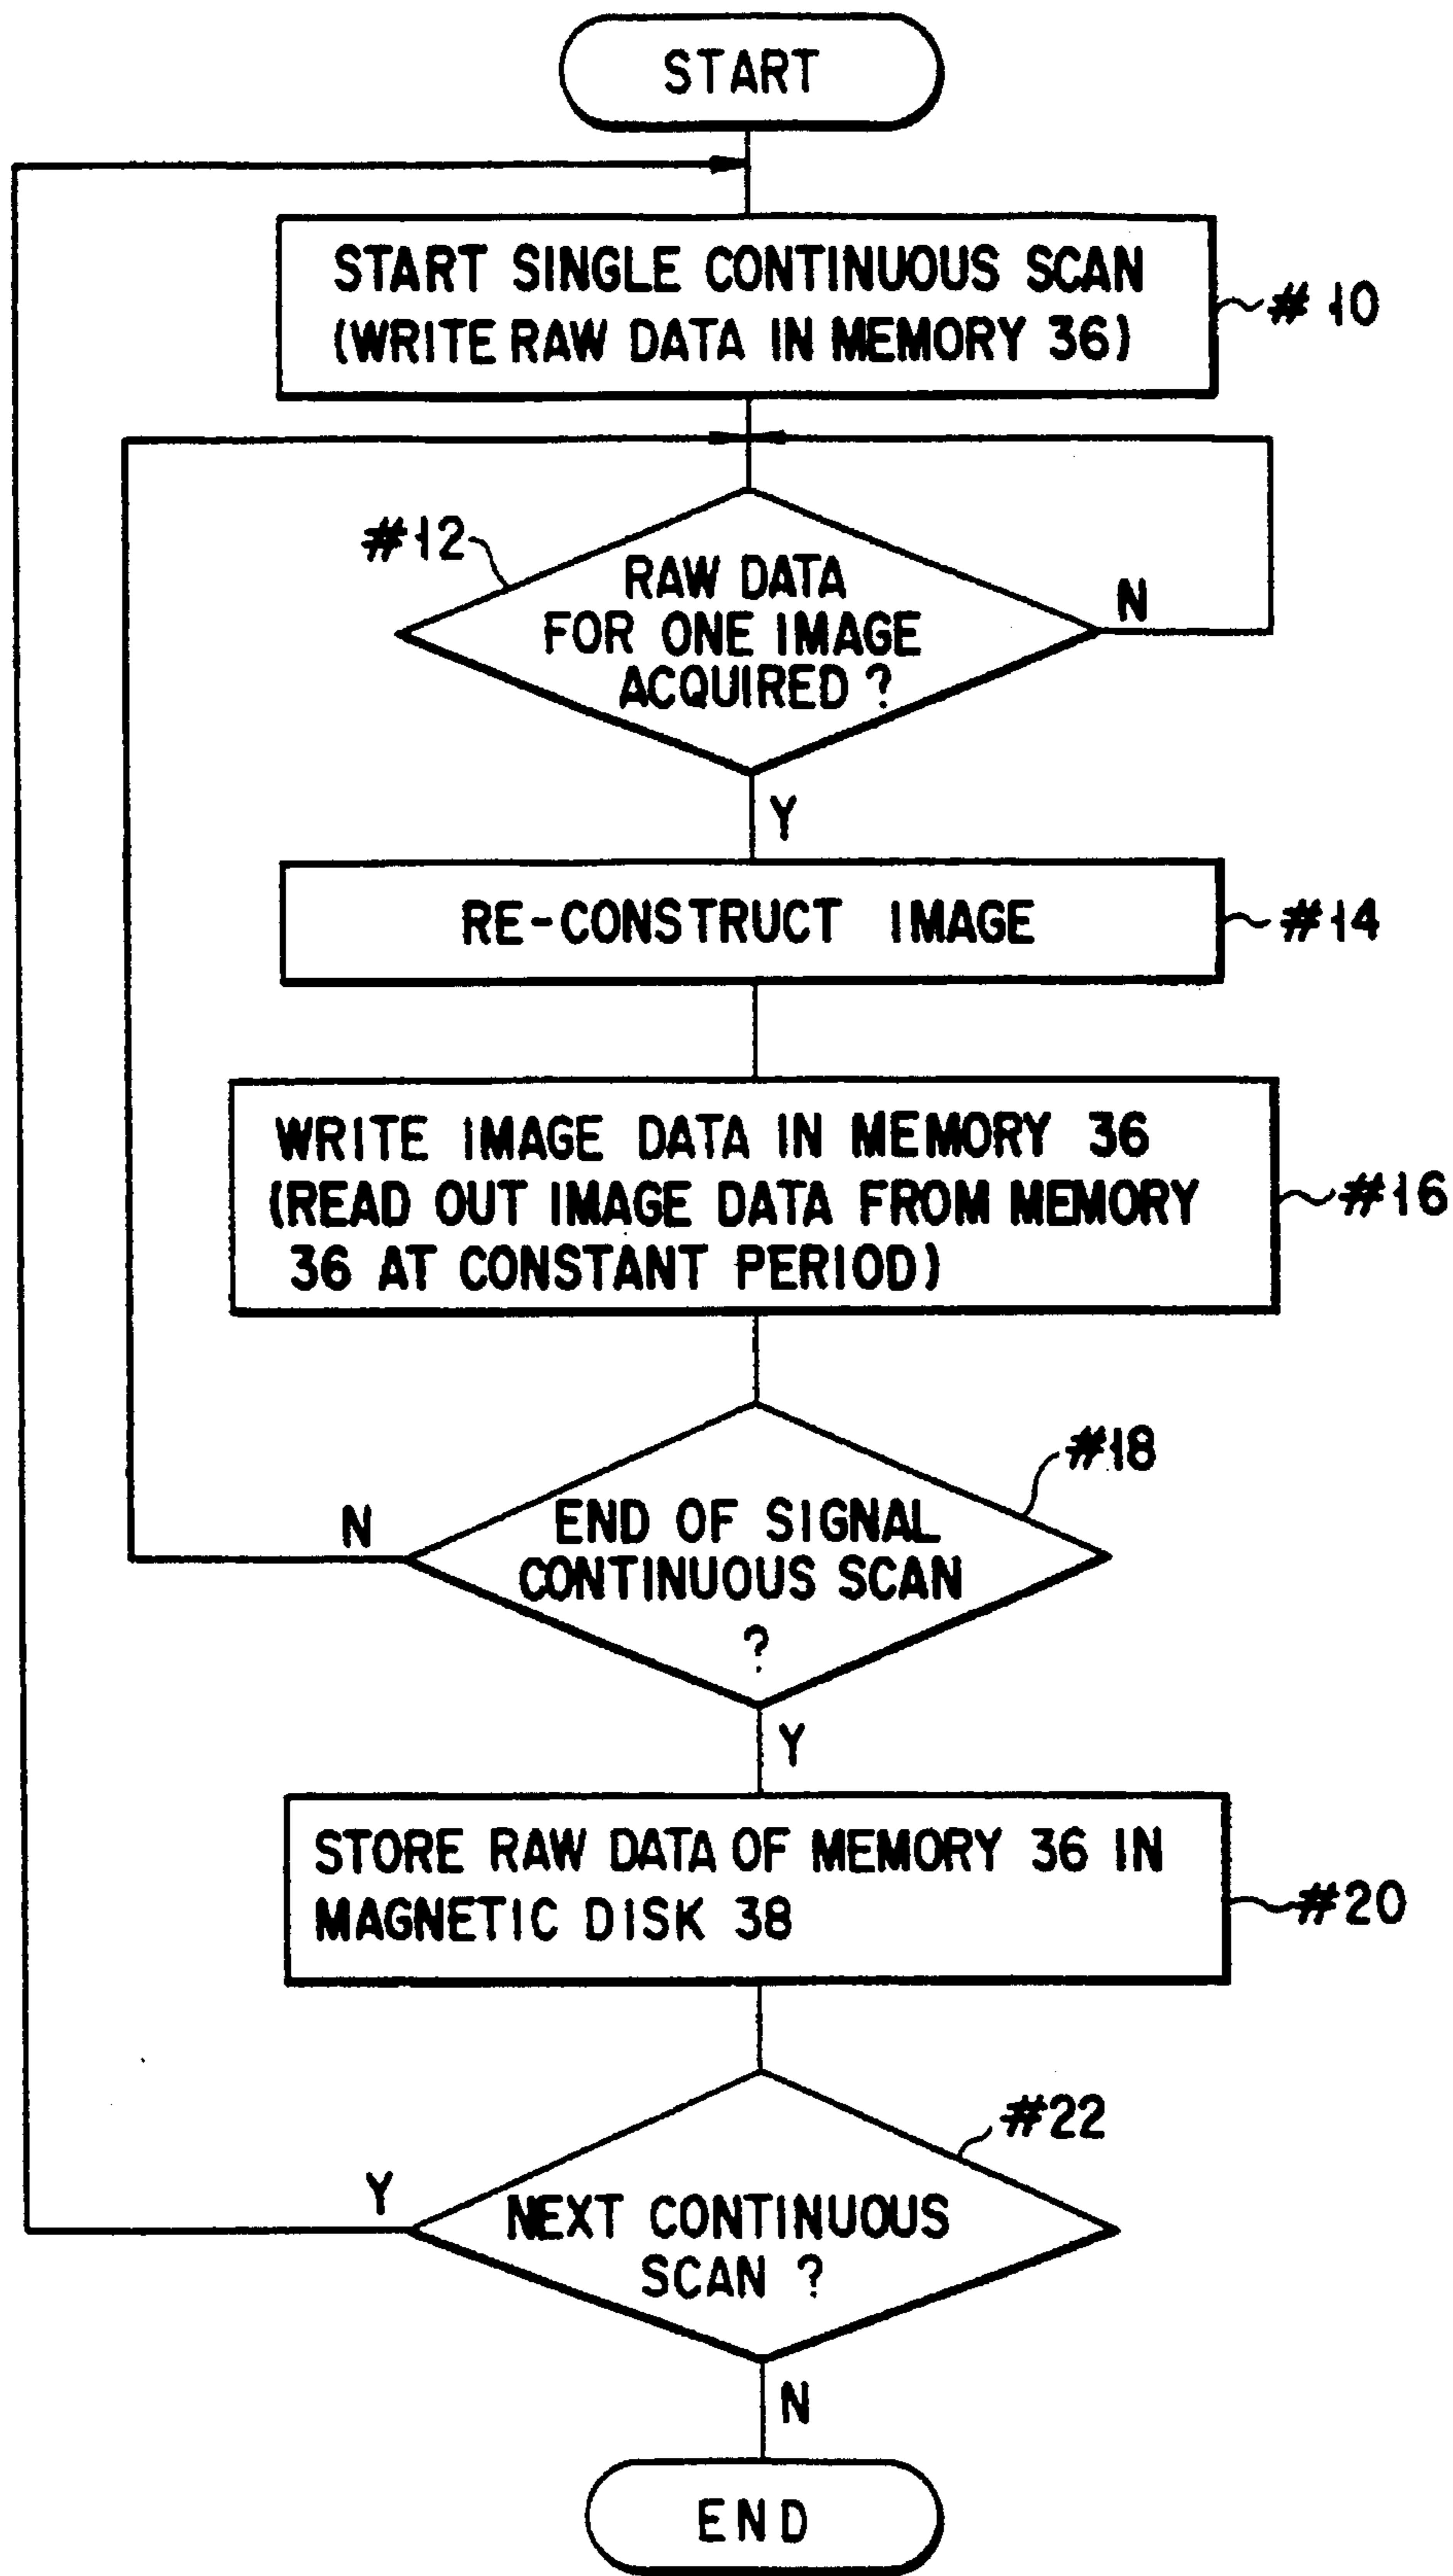 START
START SINGLE CONTINUOUS SCAN
(WRITE RAW DATA IN MEMORY 36)
#10
#12
RAW DATA
FOR ONE IMAGE
ACQUIRED?
N
Y
RE-CONSTRUCT IMAGE
#14
WRITE IMAGE DATA IN MEMORY 36
(READ OUT IMAGE DATA FROM MEMORY
36 AT CONSTANT PERIOD)
#16
#18
END OF SIGNAL
CONTINUOUS SCAN
?
N
Y
STORE RAW DATA OF MEMORY 36 IN
MAGNETIC DISK 38
#20
#22
Y
NEXT CONTINUOUS
SCAN ?
N
END